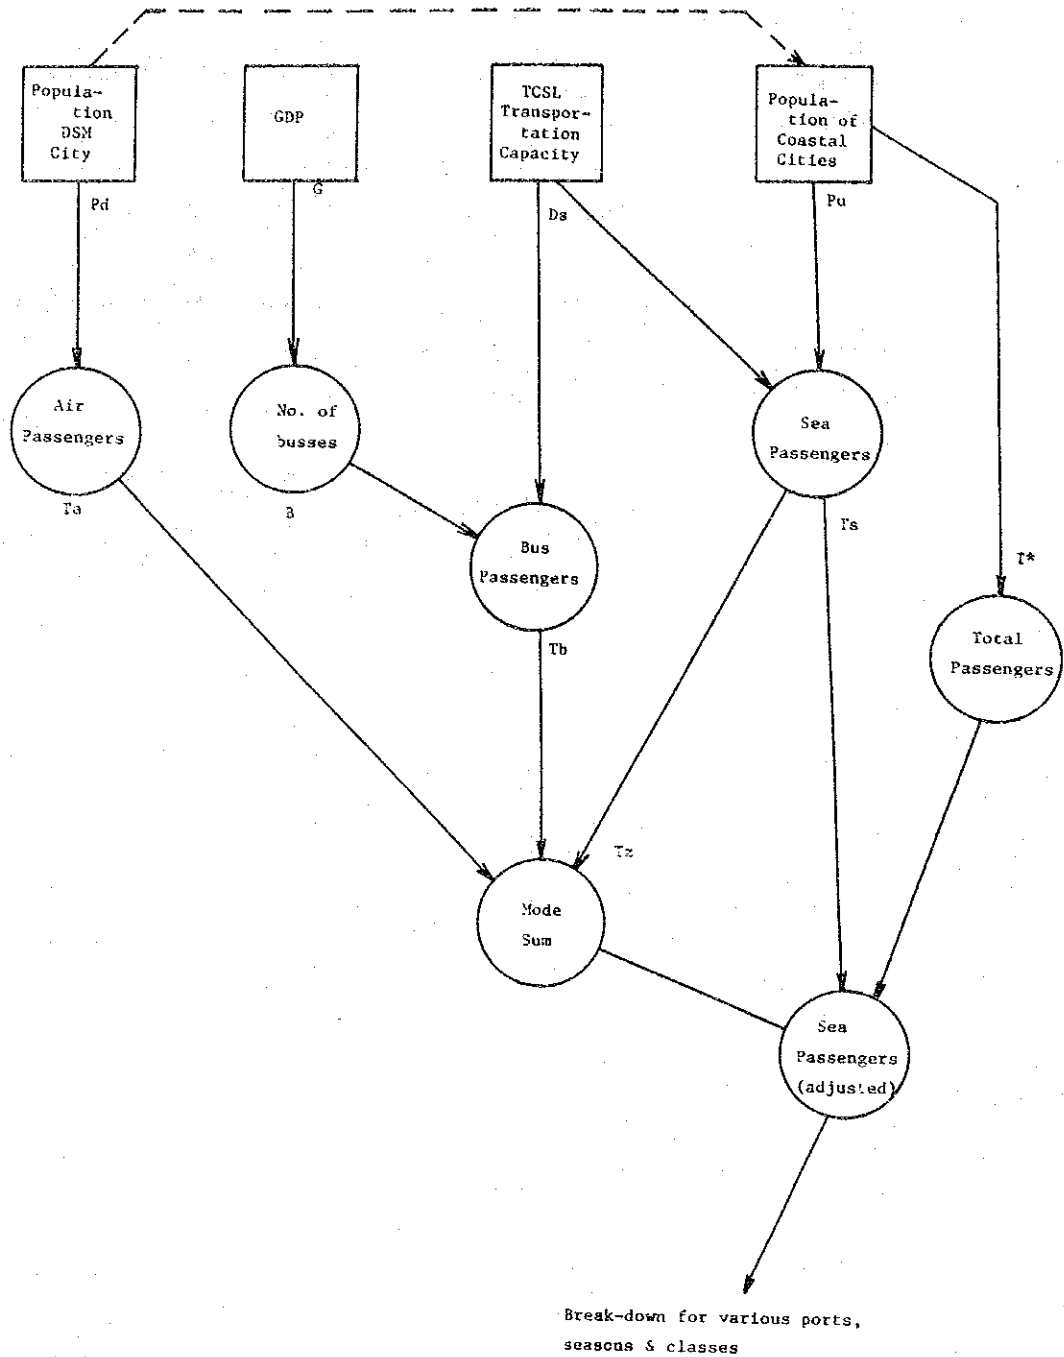 Popula-
tion
DSM
City
GDP
TCSL
Transpor-
tation
Capacity
Popula-
tion of
Coastal
Cities
Pd
G
Ds
Pu
Air
Passengers
No. of
busses
Sea
Passengers
Ta
B
Ts
Bus
Passengers
T*
Tb
Total
Passengers
Tz
Mode
Sum
Sea
Passengers
(adjusted)
Break-down for various ports,
seasons & classes